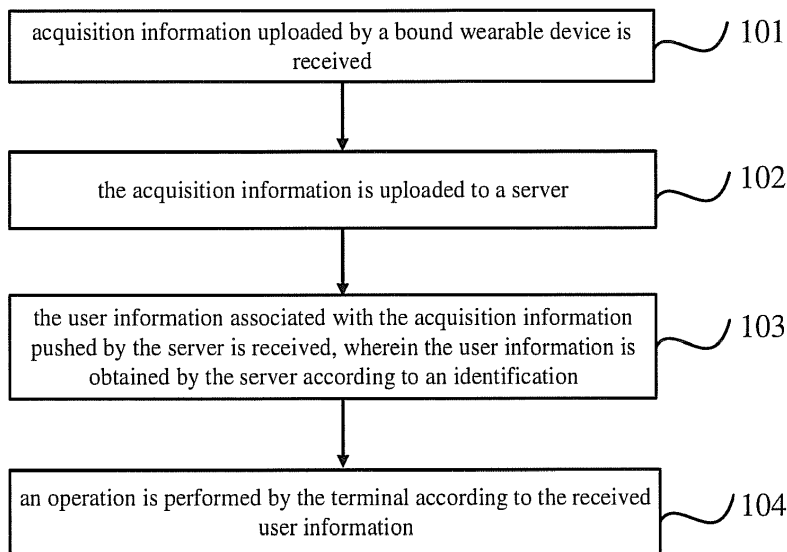 acquisition information uploaded by a bound wearable device is
received
101
the acquisition information is uploaded to a server
102
the user information associated with the acquisition information
pushed by the server is received, wherein the user information is
obtained by the server according to an identification
103
an operation is performed by the terminal according to the received
user information
104